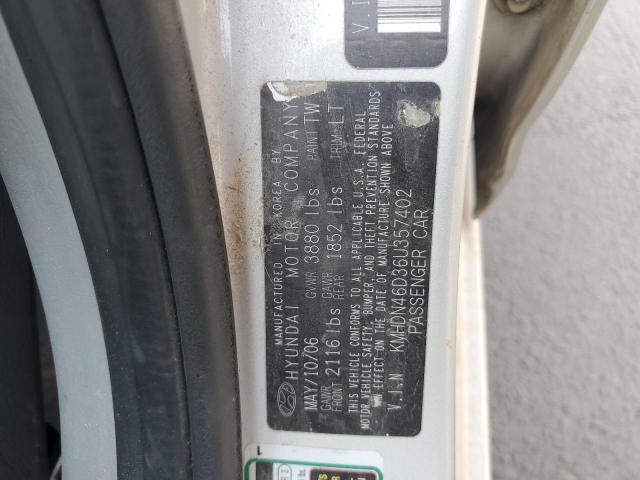 MANUFACTURED IN KOREA BY
HYUNDAI MOTOR COMPANY
MAY/10/06 GVWR 3880 lbs PAINT TW
GAWR FRONT 2116 lbs GAWR REAR 1852 lbs TRIM LT
THIS VEHICLE CONFORMS TO ALL APPLICABLE U.S.A. FEDERAL
MOTOR VEHICLE SAFETY, BUMPER, AND THEFT PREVENTION STANDARDS
IN EFFECT ON THE DATE OF MANUFACTURE SHOWN ABOVE
V.I.N KMHDN46D36U357402
PASSENGER CAR
V.I.